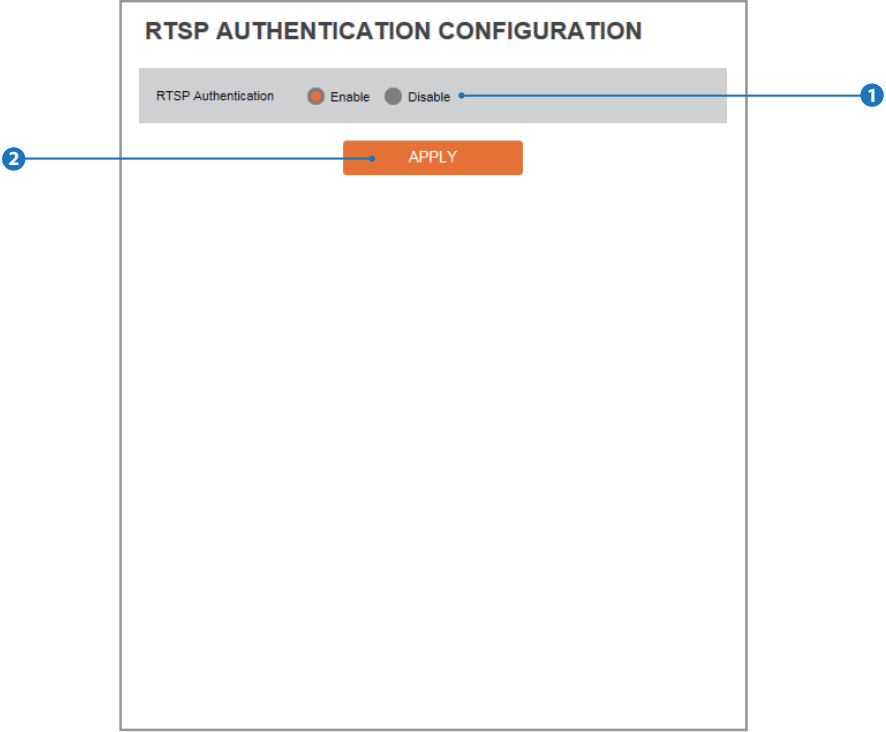 RTSP AUTHENTICATION CONFIGURATION
RTSP Authentication Enable Disable 1
2 APPLY